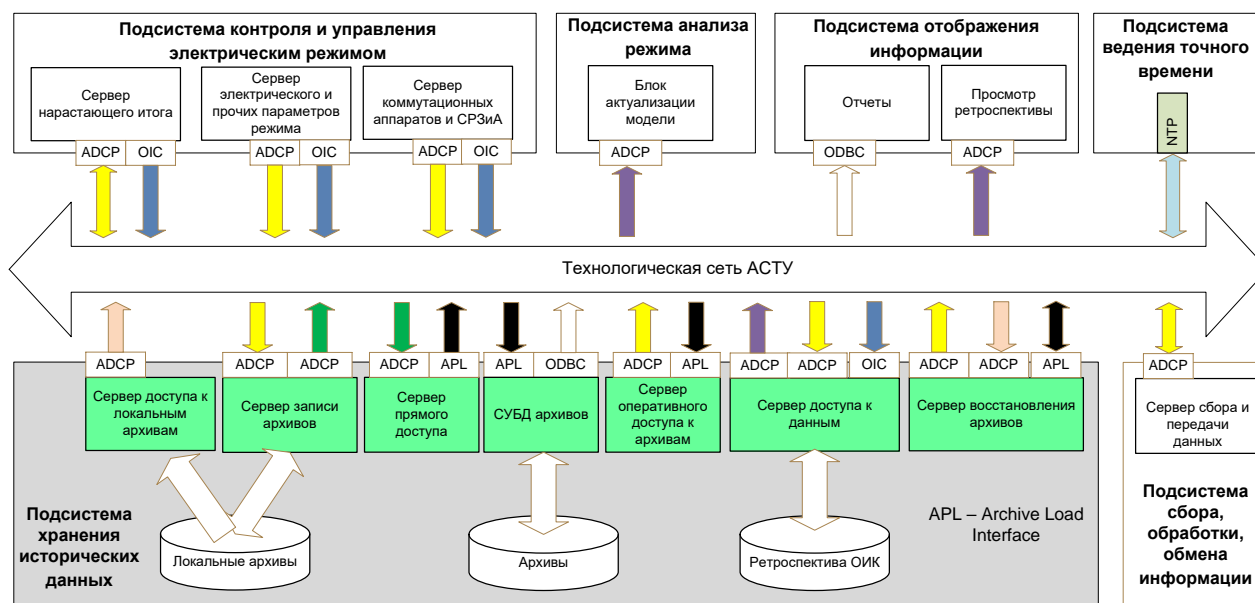 Подсистема контроля и управления
электрическим режимом
Сервер
нарастающего итога
ADCP
OIC
Сервер
электрического и
прочих параметров
режима
ADCP
OIC
Сервер
коммутационных
аппаратов и СРЗиА
ADCP
OIC
Подсистема анализа
режима
Блок
актуализации
модели
ADCP
Подсистема отображения
информации
Отчеты
ODBC
Просмотр
ретроспективы
ADCP
Подсистема
ведения точного
времени
NTP
Технологическая сеть АСТУ
ADCP
Сервер доступа к
локальным
архивам
ADCP
ADCP
Сервер записи
архивов
ADCP
APL
Сервер
прямого
доступа
APL
ODBC
СУБД архивов
ADCP
APL
Сервер
оперативного
доступа к
архивам
ADCP
ADCP
OIC
Сервер доступа к
данным
ADCP
ADCP
APL
Сервер восстановления
архивов
ADCP
Сервер сбора и
передачи
данных
Подсистема
хранения
исторических
данных
Локальные архивы
Архивы
Ретроспектива ОИК
APL – Archive Load
Interface
Подсистема
сбора,
обработки,
обмена
информации